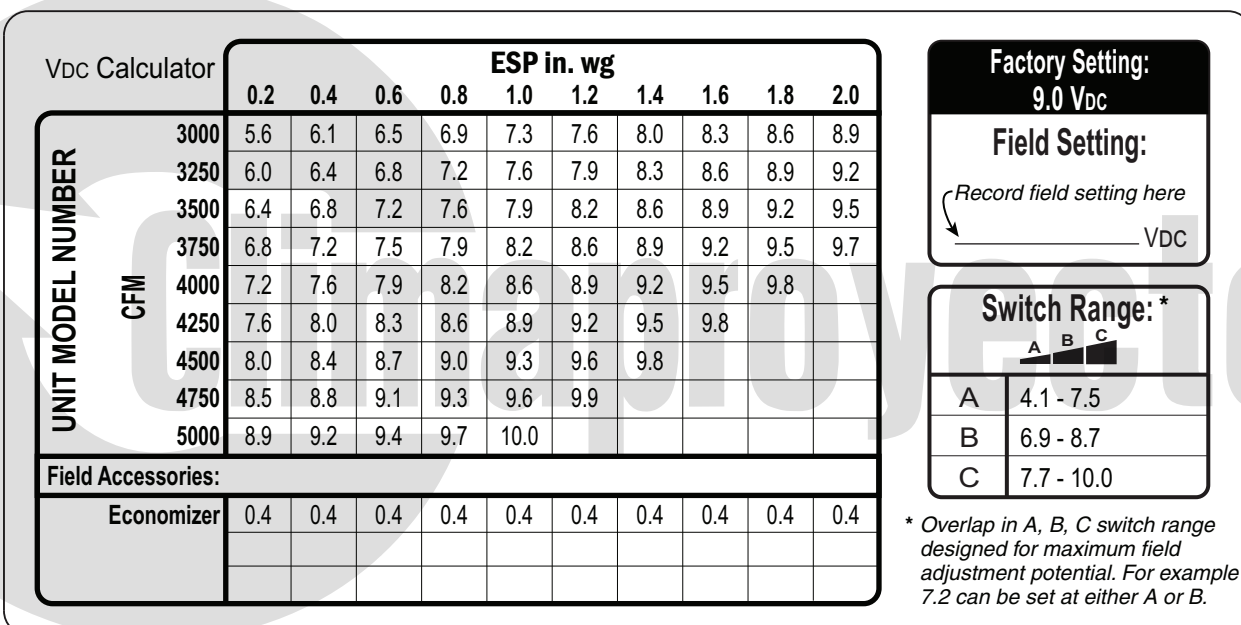 VDC Calculator
ESP in. wg
0.2 0.4 0.6 0.8 1.0 1.2 1.4 1.6 1.8 2.0
UNIT MODEL NUMBER
CFM
3000 5.6 6.1 6.5 6.9 7.3 7.6 8.0 8.3 8.6 8.9
3250 6.0 6.4 6.8 7.2 7.6 7.9 8.3 8.6 8.9 9.2
3500 6.4 6.8 7.2 7.6 7.9 8.2 8.6 8.9 9.2 9.5
3750 6.8 7.2 7.5 7.9 8.2 8.6 8.9 9.2 9.5 9.7
4000 7.2 7.6 7.9 8.2 8.6 8.9 9.2 9.5 9.8
4250 7.6 8.0 8.3 8.6 8.9 9.2 9.5 9.8
4500 8.0 8.4 8.7 9.0 9.3 9.6 9.8
4750 8.5 8.8 9.1 9.3 9.6 9.9
5000 8.9 9.2 9.4 9.7 10.0
Field Accessories:
Economizer 0.4 0.4 0.4 0.4 0.4 0.4 0.4 0.4 0.4 0.4
Factory Setting:
9.0 VDC
Field Setting:
Record field setting here
VDC
Switch Range: *
A B C
A 4.1 - 7.5
B 6.9 - 8.7
C 7.7 - 10.0
* Overlap in A, B, C switch range
designed for maximum field
adjustment potential. For example
7.2 can be set at either A or B.
Climaproyecto